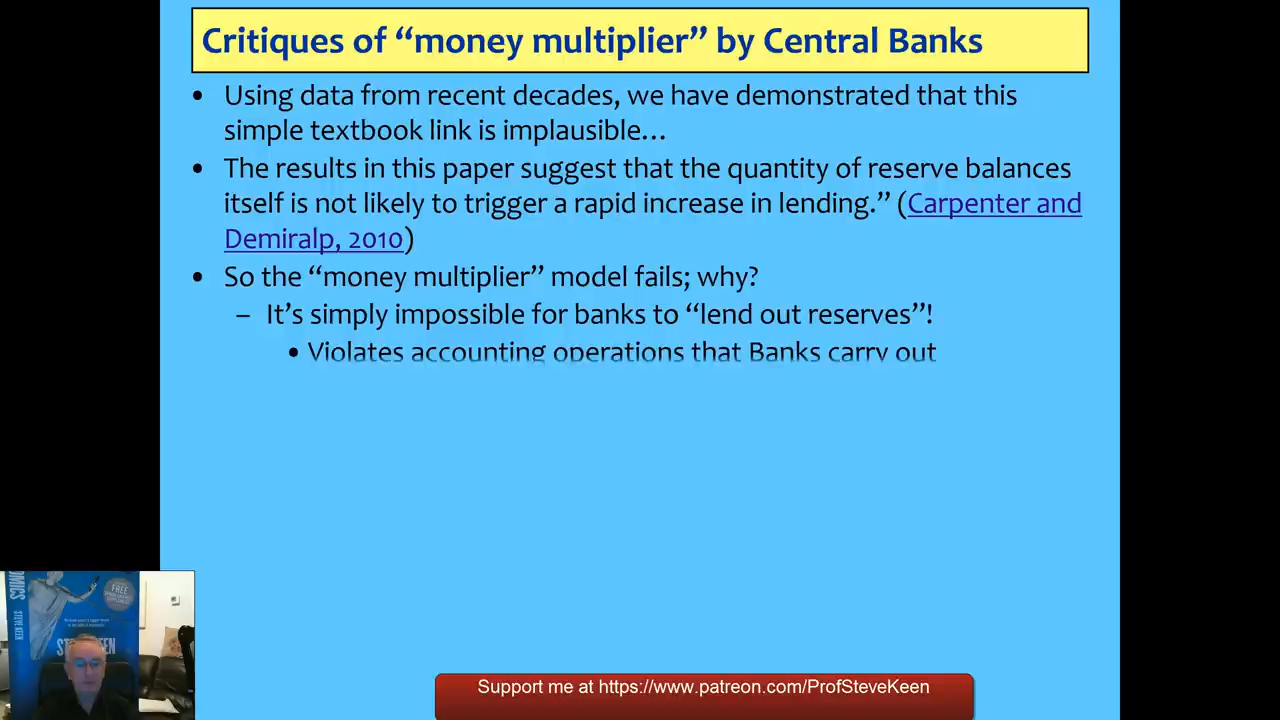 Critiques of “money multiplier” by Central Banks
• Using data from recent decades, we have demonstrated that this
simple textbook link is implausible…
• The results in this paper suggest that the quantity of reserve balances
itself is not likely to trigger a rapid increase in lending.” (Carpenter and
Demiralp, 2010)
• So the “money multiplier” model fails; why?
– It’s simply impossible for banks to “lend out reserves”!
• Violates accounting operations that Banks carry out
FREE
STEVE KEEN
Support me at https://www.patreon.com/ProfSteveKeen